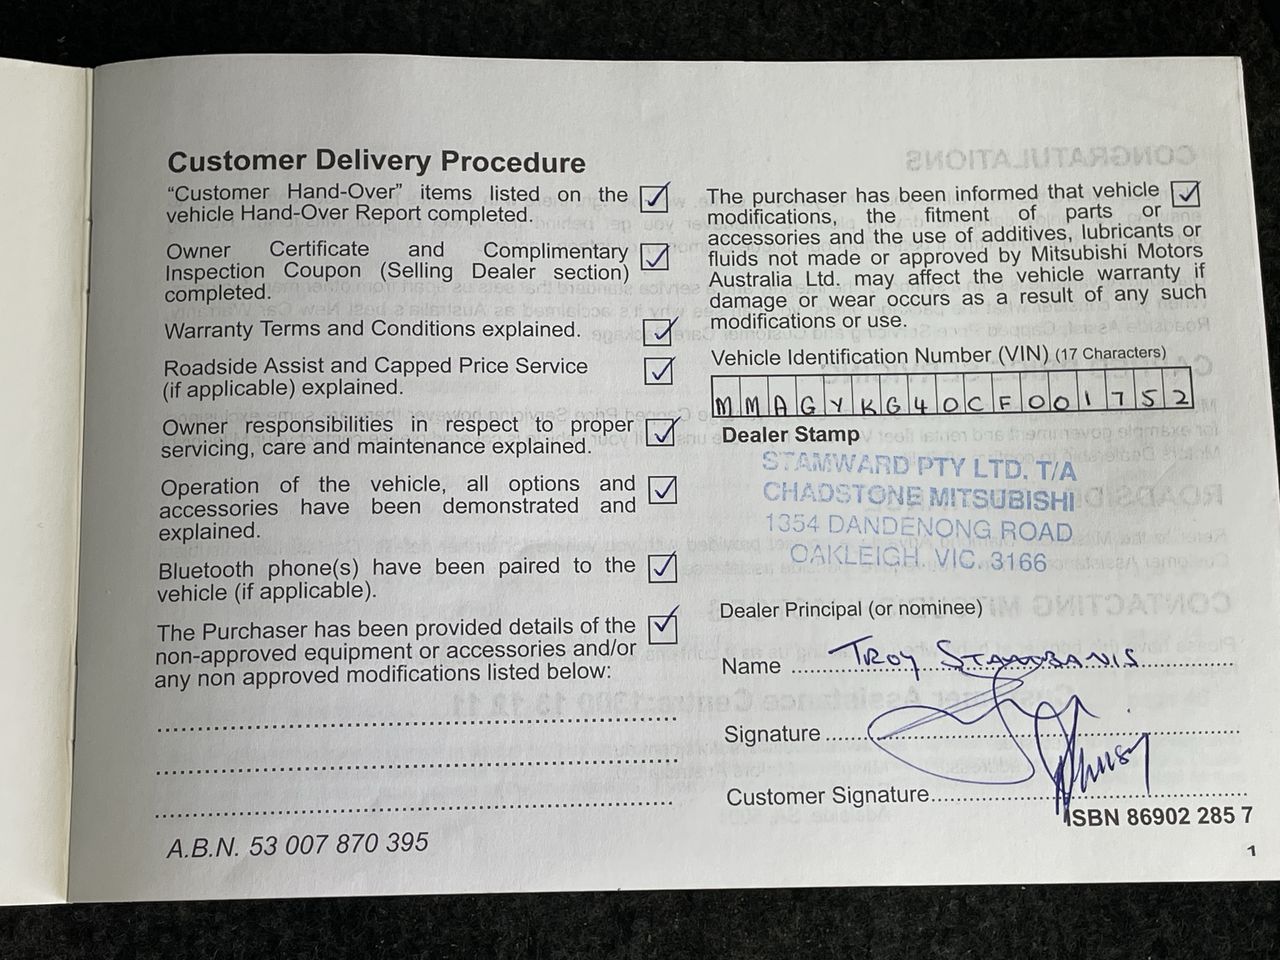 Customer Delivery Procedure
“Customer Hand-Over” items listed on the
vehicle Hand-Over Report completed.
Owner Certificate and Complimentary
Inspection Coupon (Selling Dealer section)
completed.
Warranty Terms and Conditions explained.
Roadside Assist and Capped Price Service
(if applicable) explained.
Owner responsibilities in respect to proper
servicing, care and maintenance explained.
Operation of the vehicle, all options and
accessories have been demonstrated and
explained.
Bluetooth phone(s) have been paired to the
vehicle (if applicable).
The Purchaser has been provided details of the
non-approved equipment or accessories and/or
any non approved modifications listed below:
A.B.N. 53 007 870 395
The purchaser has been informed that vehicle
modifications, the fitment of parts or
accessories and the use of additives, lubricants or
fluids not made or approved by Mitsubishi Motors
Australia Ltd. may affect the vehicle warranty if
damage or wear occurs as a result of any such
modifications or use.
Vehicle Identification Number (VIN) (17 Characters)
MMAGYKG40CF001752
Dealer Stamp
STAMWARD PTY LTD. T/A
CHADSTONE MITSUBISHI
1354 DANDENONG ROAD
OAKLEIGH. VIC. 3166
Dealer Principal (or nominee)
Name TROY
Signature
Customer Signature
ISBN 86902 285 7
1